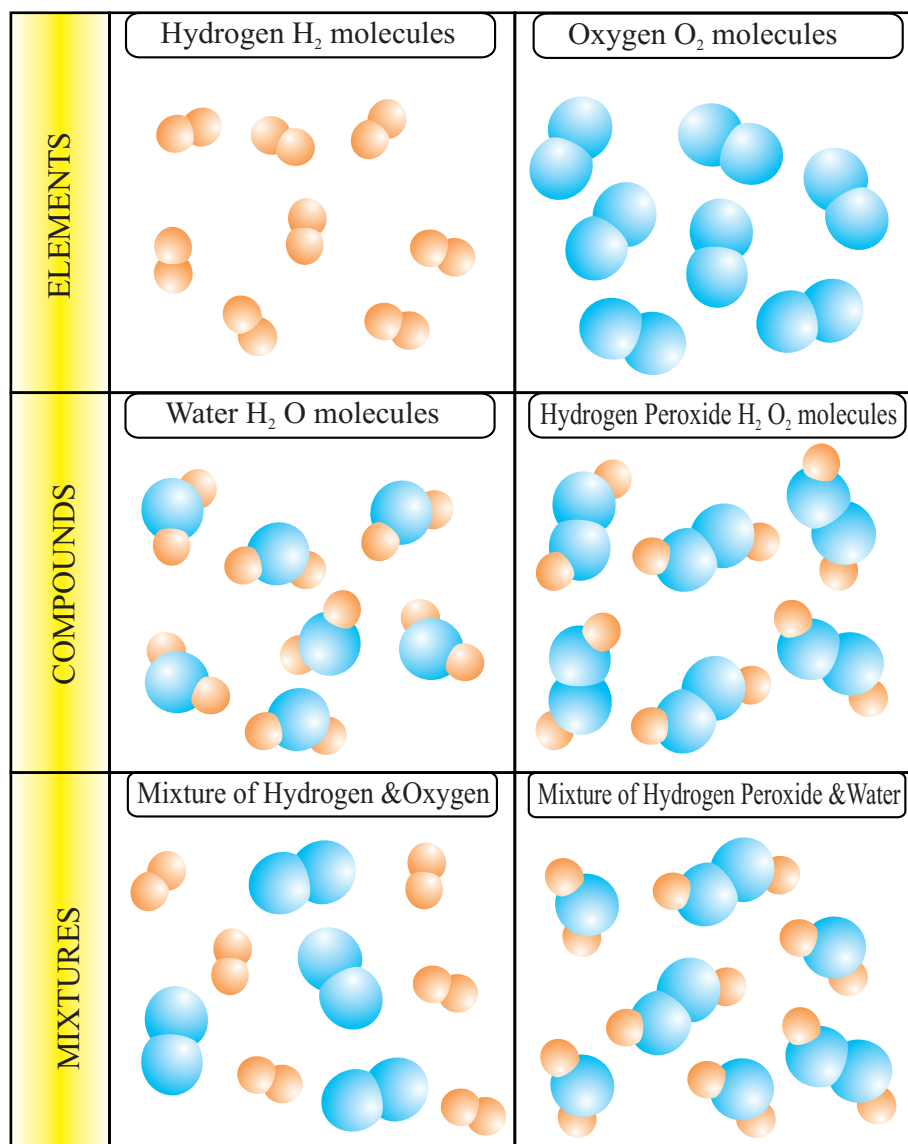 ELEMENTS
Hydrogen H₂ molecules
Oxygen O₂ molecules
COMPOUNDS
Water H₂ O molecules
Hydrogen Peroxide H₂ O₂ molecules
MIXTURES
Mixture of Hydrogen &Oxygen
Mixture of Hydrogen Peroxide &Water